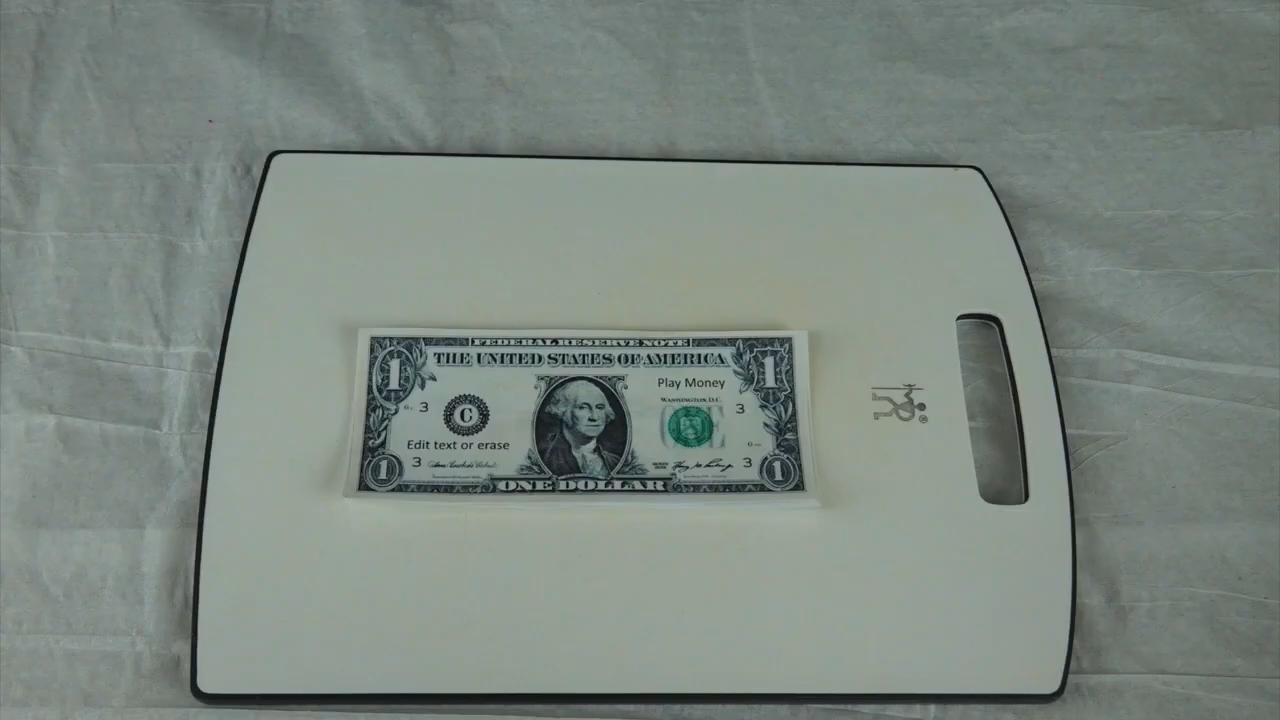 FEDERAL RESERVE NOTE
THE UNITED STATES OF AMERICA
1
1
Play Money
WASHINGTON, D.C.
3
C
3
Edit text or erase
3
3
1
1
ONE DOLLAR